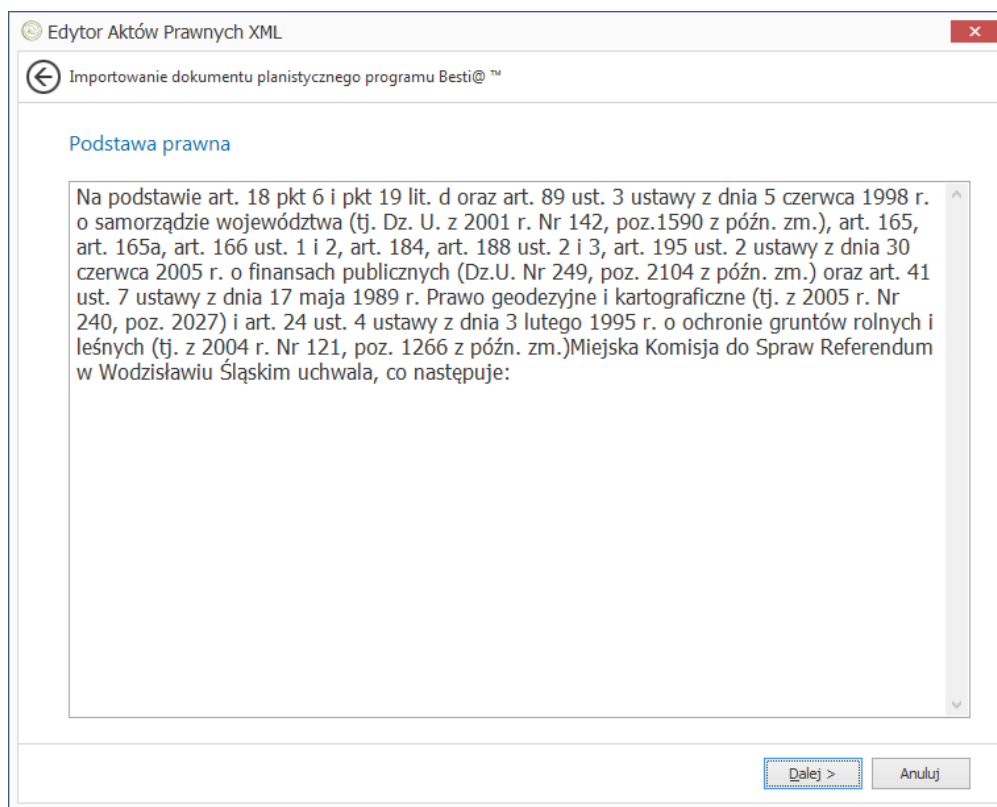 Edytor Aktów Prawnych XML
Importowanie dokumentu planistycznego programu Besti@ ™
Podstawa prawna
Na podstawie art. 18 pkt 6 i pkt 19 lit. d oraz art. 89 ust. 3 ustawy z dnia 5 czerwca 1998 r.
o samorządzie województwa (tj. Dz. U. z 2001 r. Nr 142, poz.1590 z późn. zm.), art. 165,
art. 165a, art. 166 ust. 1 i 2, art. 184, art. 188 ust. 2 i 3, art. 195 ust. 2 ustawy z dnia 30
czerwca 2005 r. o finansach publicznych (Dz.U. Nr 249, poz. 2104 z późn. zm.) oraz art. 41
ust. 7 ustawy z dnia 17 maja 1989 r. Prawo geodezyjne i kartograficzne (tj. z 2005 r. Nr
240, poz. 2027) i art. 24 ust. 4 ustawy z dnia 3 lutego 1995 r. o ochronie gruntów rolnych i
leśnych (tj. z 2004 r. Nr 121, poz. 1266 z późn. zm.)Miejska Komisja do Spraw Referendum
w Wodzisławiu Śląskim uchwala, co następuje:
Dalej >
Anuluj